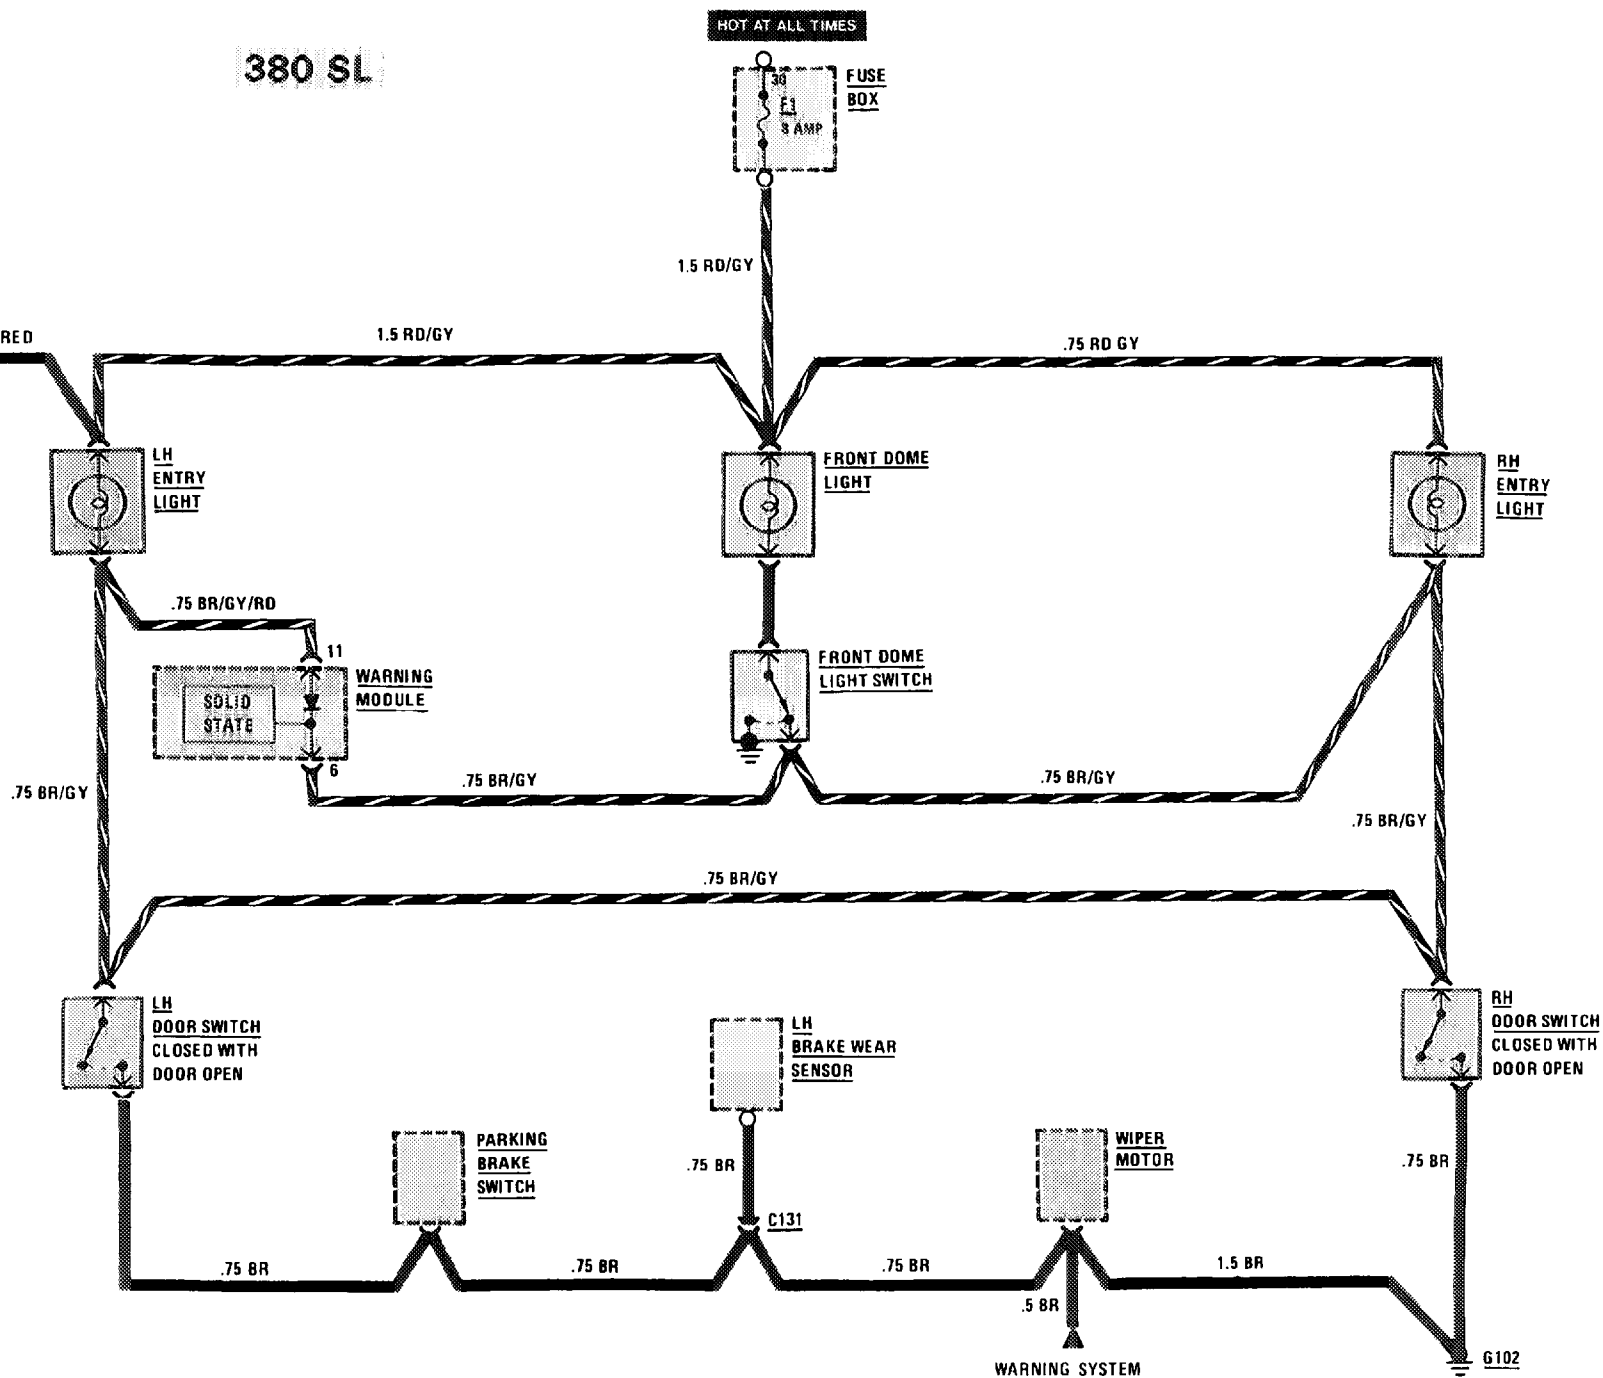 HOT AT ALL TIMES
380 SL
30
F1
8 AMP
FUSE
BOX
1.5 RD/GY
RED
1.5 RD/GY
.75 RD GY
LH
ENTRY
LIGHT
FRONT DOME
LIGHT
RH
ENTRY
LIGHT
.75 BR/GY/RD
11
WARNING
MODULE
SOLID
STATE
6
FRONT DOME
LIGHT SWITCH
.75 BR/GY
.75 BR/GY
.75 BR/GY
.75 BR/GY
.75 BR/GY
LH
DOOR SWITCH
CLOSED WITH
DOOR OPEN
LH
BRAKE WEAR
SENSOR
RH
DOOR SWITCH
CLOSED WITH
DOOR OPEN
PARKING
BRAKE
SWITCH
.75 BR
C131
WIPER
MOTOR
.75 BR
.75 BR
.75 BR
.75 BR
1.5 BR
.5 BR
WARNING SYSTEM
G102